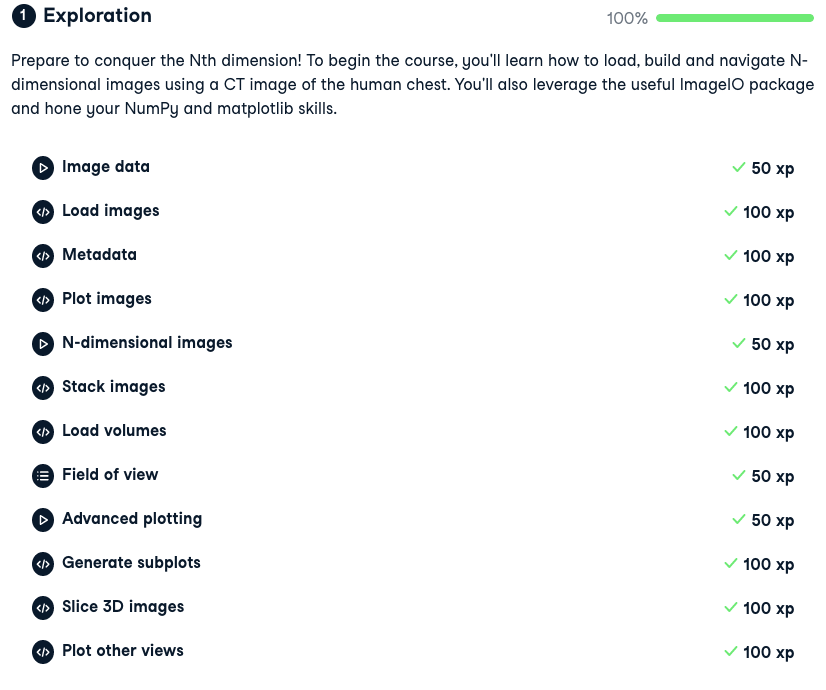 1 Exploration 100%
Prepare to conquer the Nth dimension! To begin the course, you'll learn how to load, build and navigate N-
dimensional images using a CT image of the human chest. You'll also leverage the useful ImageIO package
and hone your NumPy and matplotlib skills.
Image data 50 xp
Load images 100 xp
Metadata 100 xp
Plot images 100 xp
N-dimensional images 50 xp
Stack images 100 xp
Load volumes 100 xp
Field of view 50 xp
Advanced plotting 50 xp
Generate subplots 100 xp
Slice 3D images 100 xp
Plot other views 100 xp